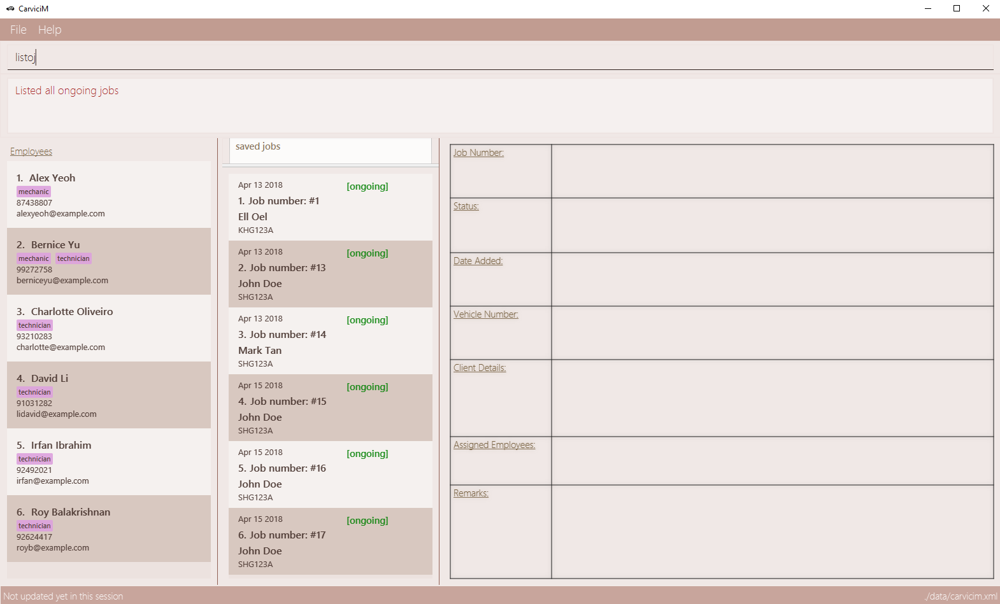 CarviciM
File Help
listoj
Listed all ongoing jobs
Employees
1. Alex Yeoh
mechanic
87438807
alexyeoh@example.com
2. Bernice Yu
mechanic technician
99272758
berniceyu@example.com
3. Charlotte Oliveiro
technician
93210283
charlotte@example.com
4. David Li
technician
91031282
lidavid@example.com
5. Irfan Ibrahim
technician
92492021
irfan@example.com
6. Roy Balakrishnan
technician
92624417
royb@example.com
saved jobs
Apr 13 2018 [ongoing]
1. Job number: #1
Ell Oel
KHG123A
Apr 13 2018 [ongoing]
2. Job number: #13
John Doe
SHG123A
Apr 13 2018 [ongoing]
3. Job number: #14
Mark Tan
SHG123A
Apr 15 2018 [ongoing]
4. Job number: #15
John Doe
SHG123A
Apr 15 2018 [ongoing]
5. Job number: #16
John Doe
SHG123A
Apr 15 2018 [ongoing]
6. Job number: #17
John Doe
SHG123A
Job Number:
Status:
Date Added:
Vehicle Number:
Client Details:
Assigned Employees:
Remarks:
Not updated yet in this session
./data/carvicim.xml